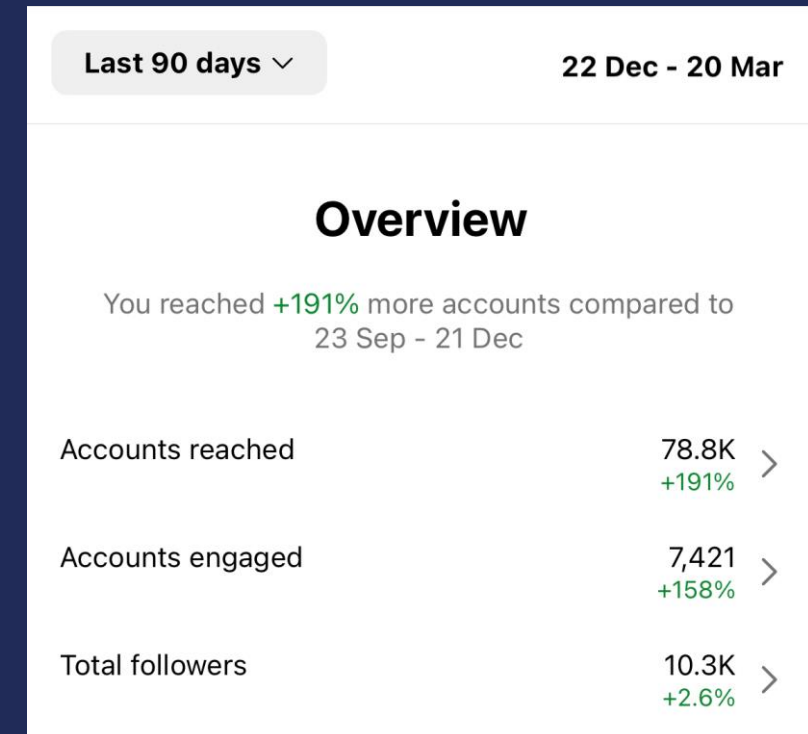 Last 90 days
22 Dec - 20 Mar
Overview
You reached +191% more accounts compared to
23 Sep - 21 Dec
Accounts reached
78.8K
+191%
Accounts engaged
7,421
+158%
Total followers
10.3K
+2.6%